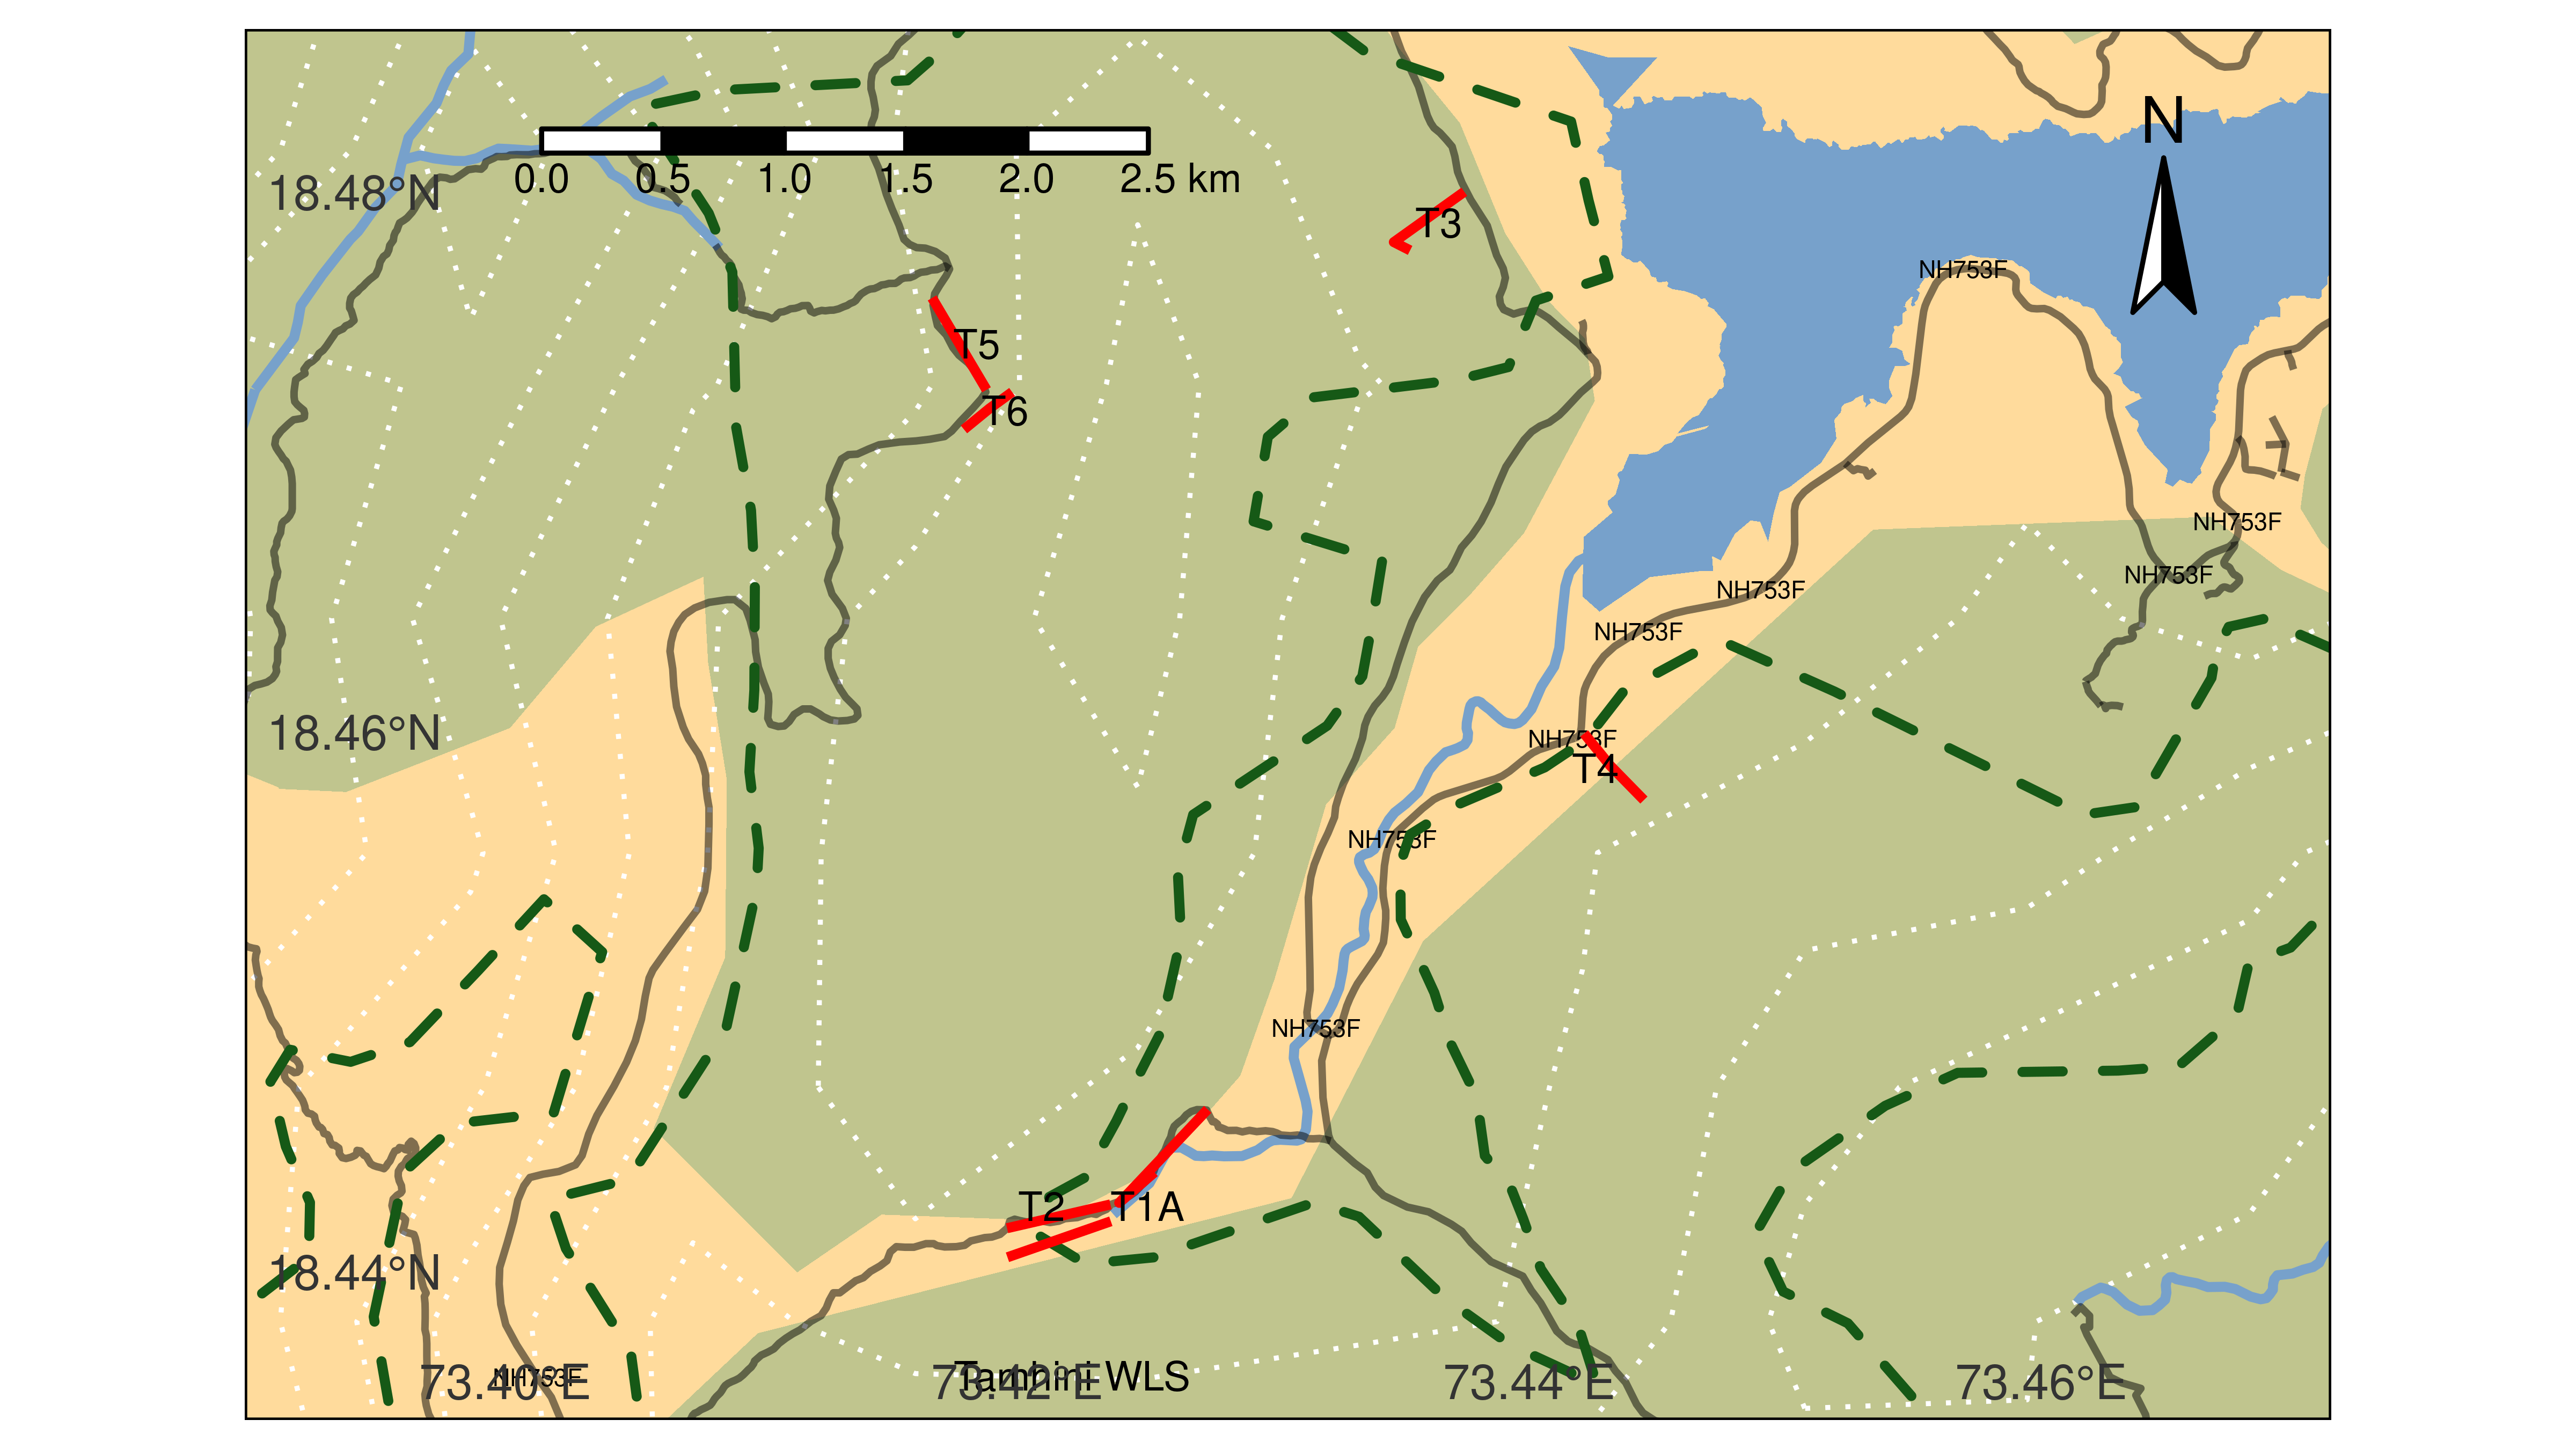 N
0.0 0.5 1.0 1.5 2.0 2.5 km
18.48°N
T3
NH753F
T5
T6
NH753F
NH753F
NH753F
NH753F
18.46°N
NH753F
T4
NH753F
NH753F
T2
T1A
18.44°N
Tamhini WLS
NH753F
73.40°E
73.42°E
73.44°E
73.46°E